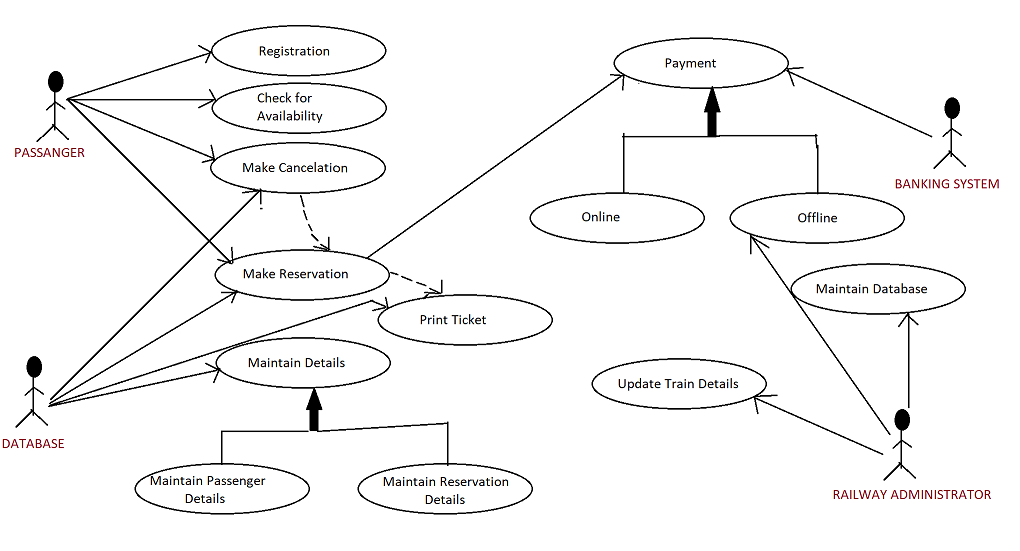 Registration
Payment
Check for
Availability
PASSANGER
Make Cancelation
BANKING SYSTEM
Online
Offline
Make Reservation
Maintain Database
Print Ticket
Maintain Details
Update Train Details
DATABASE
Maintain Passenger
Details
Maintain Reservation
Details
RAILWAY ADMINISTRATOR